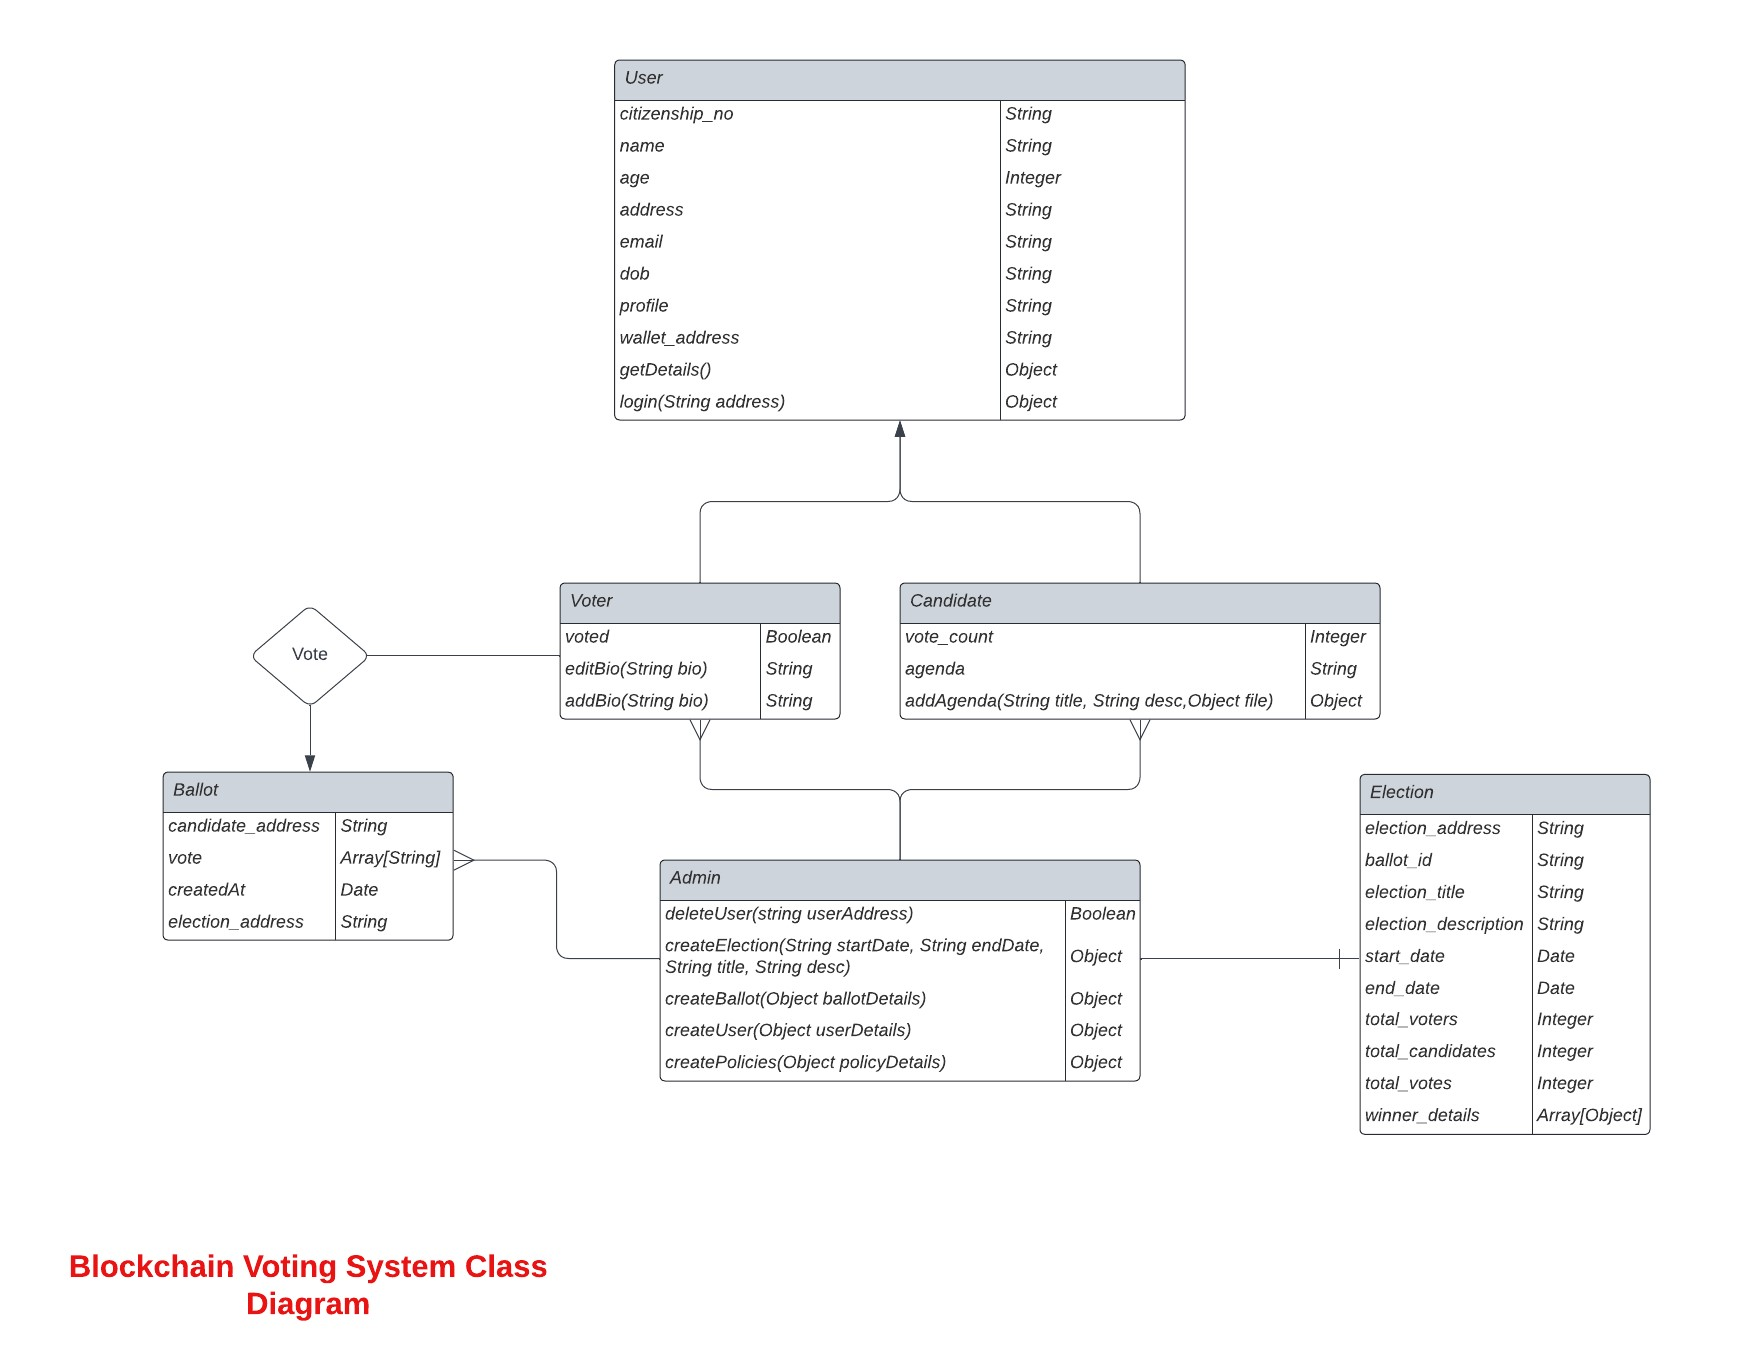 User
citizenship_no String
name String
age Integer
address String
email String
dob String
profile String
wallet_address String
getDetails() Object
login(String address) Object
Vote
Voter
voted Boolean
editBio(String bio) String
addBio(String bio) String
Candidate
vote_count Integer
agenda String
addAgenda(String title, String desc,Object file) Object
Ballot
candidate_address String
vote Array[String]
createdAt Date
election_address String
Admin
deleteUser(string userAddress) Boolean
createElection(String startDate, String endDate,
String title, String desc) Object
createBallot(Object ballotDetails) Object
createUser(Object userDetails) Object
createPolicies(Object policyDetails) Object
Election
election_address String
ballot_id String
election_title String
election_description String
start_date Date
end_date Date
total_voters Integer
total_candidates Integer
total_votes Integer
winner_details Array[Object]
Blockchain Voting System Class
Diagram